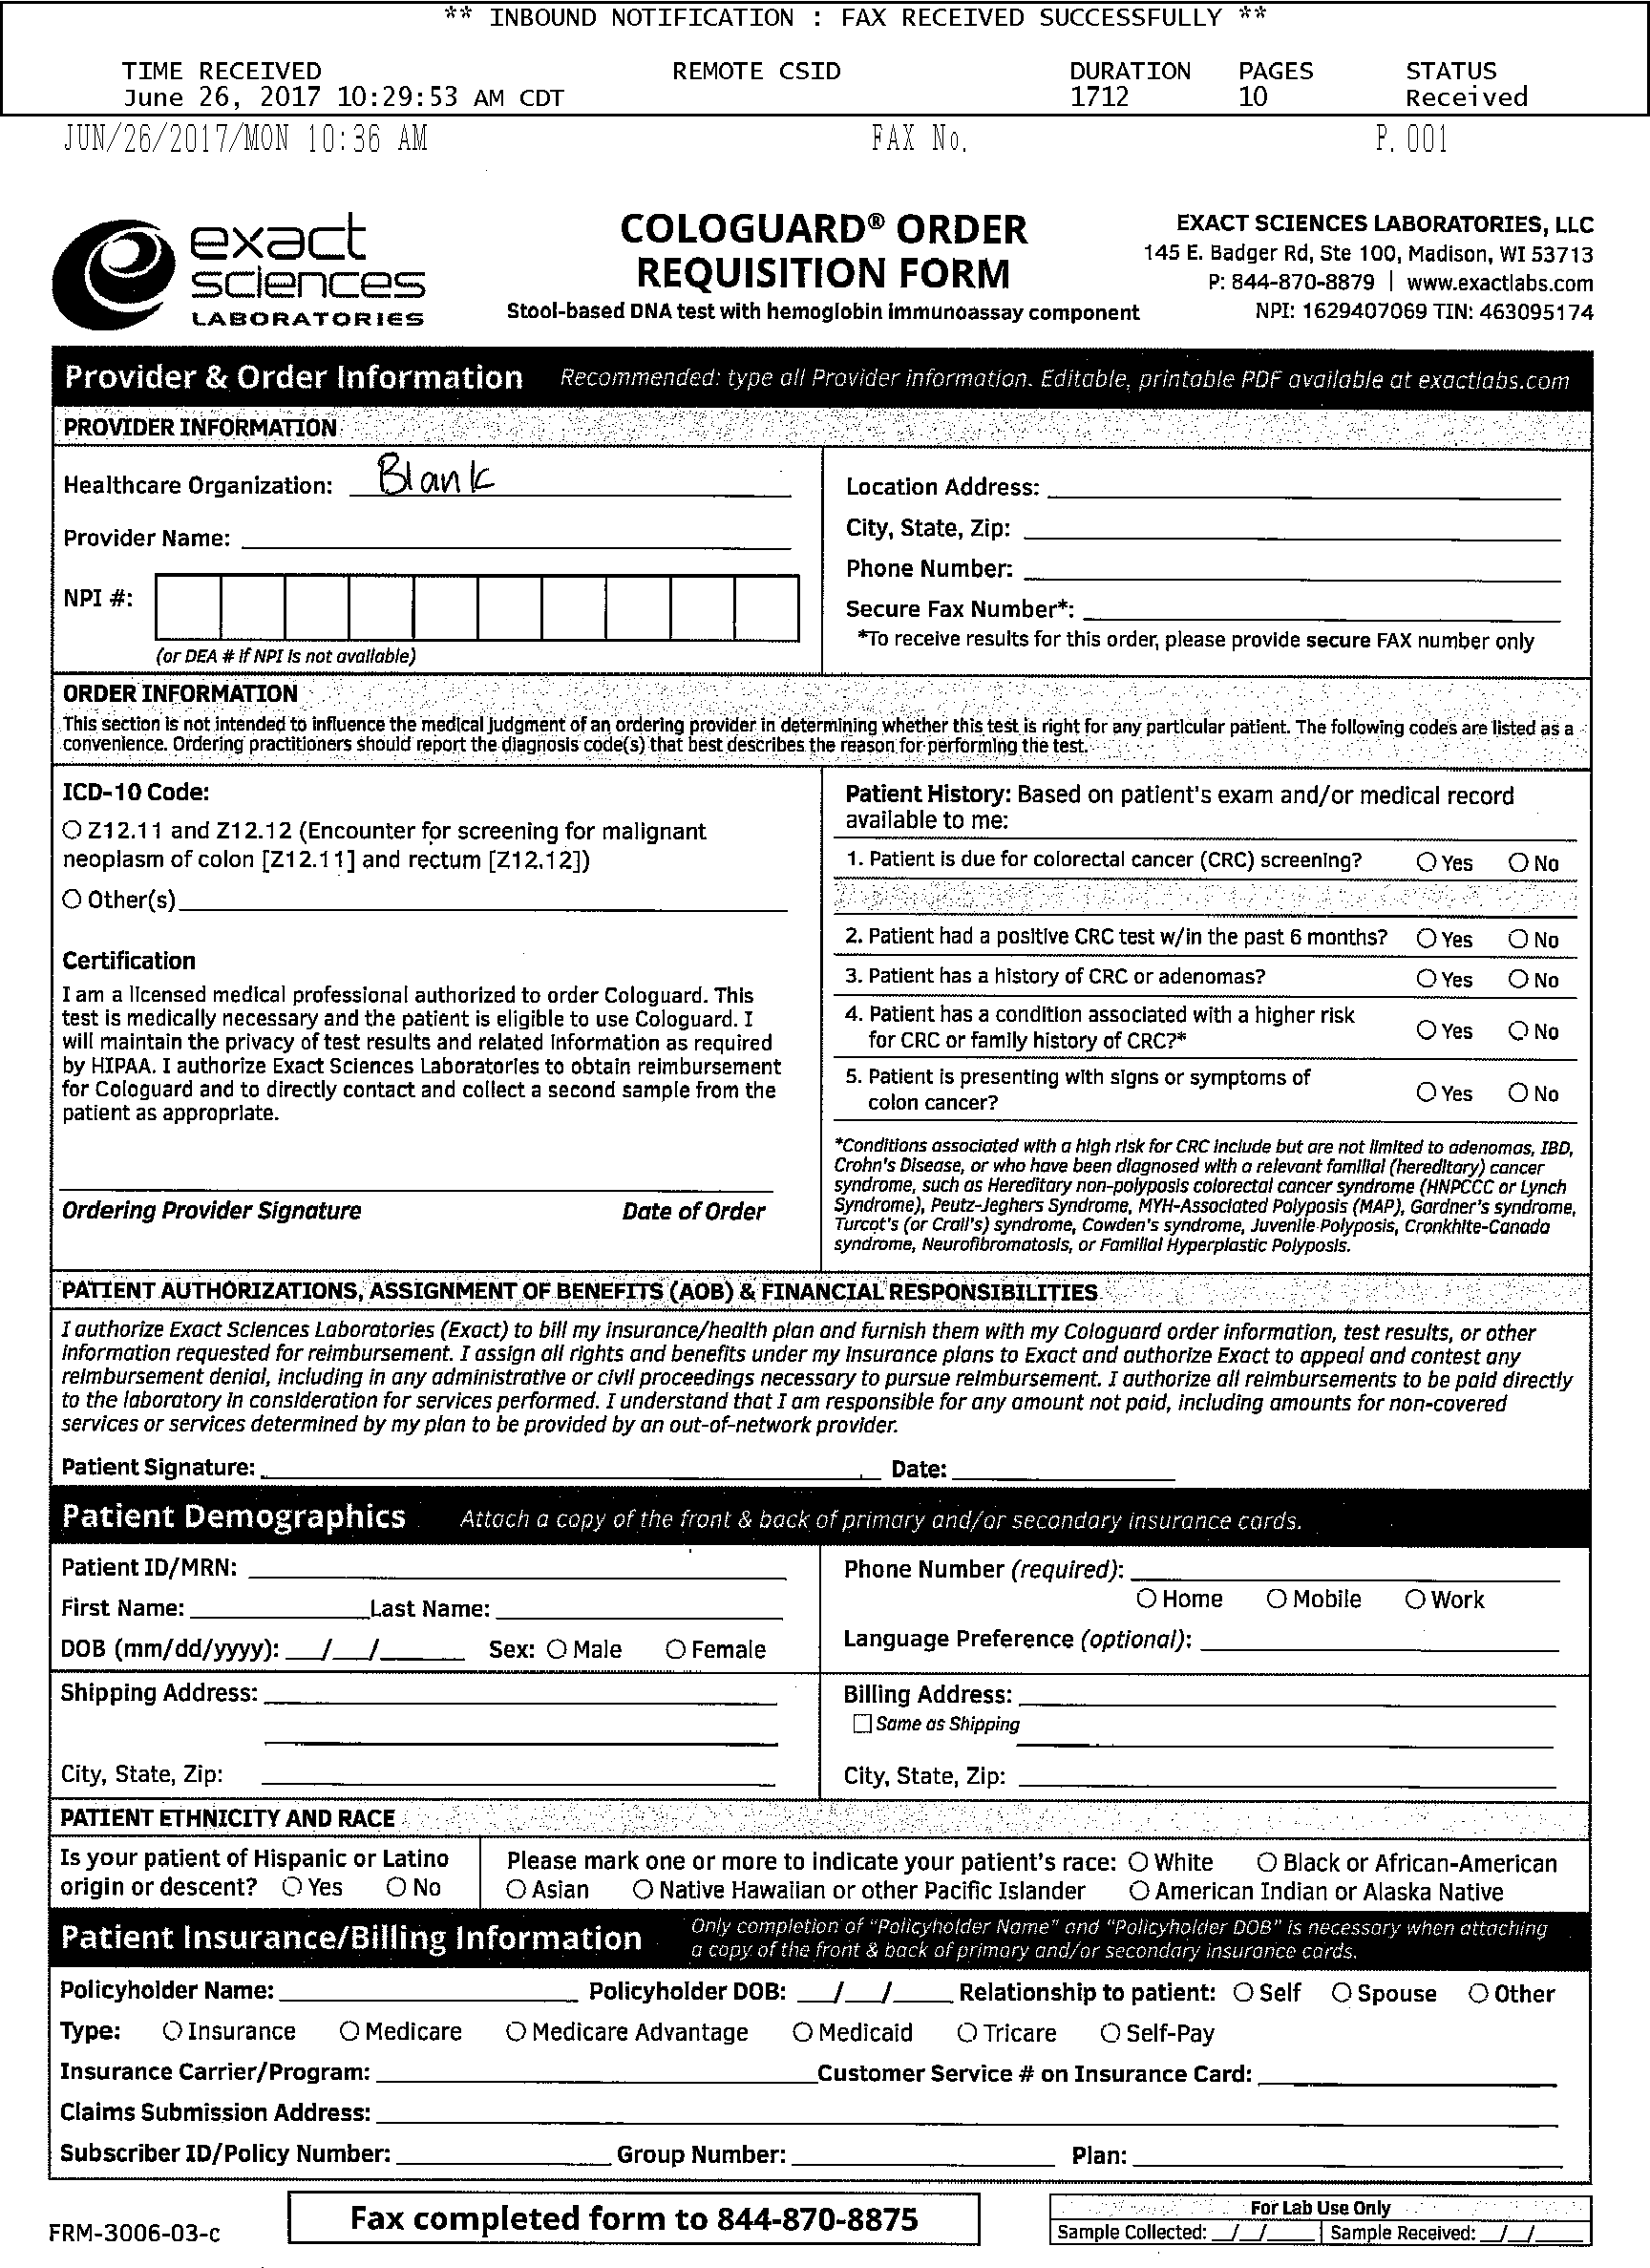 ** INBOUND NOTIFICATION : FAX RECEIVED SUCCESSFULLY **
TIME RECEIVED REMOTE CSID DURATION PAGES STATUS
June 26, 2017 10:29:53 AM CDT 1712 10 Received
JUN/26/2017/MON 10:36 AM FAX No. P. 001
exact
sciences
LABORATORIES
COLOGUARD® ORDER
REQUISITION FORM
Stool-based DNA test with hemoglobin immunoassay component
EXACT SCIENCES LABORATORIES, LLC
145 E. Badger Rd, Ste 100, Madison, WI 53713
P: 844-870-8879 | www.exactlabs.com
NPI: 1629407069 TIN: 463095174
Provider & Order Information Recommended: type all Provider information. Editable, printable PDF available at exactlabs.com
PROVIDER INFORMATION
Healthcare Organization: Blank
Provider Name:
NPI #:
(or DEA # if NPI is not available)
Location Address:
City, State, Zip:
Phone Number:
Secure Fax Number*:
*To receive results for this order, please provide secure FAX number only
ORDER INFORMATION
This section is not intended to influence the medical judgment of an ordering provider in determining whether this test is right for any particular patient. The following codes are listed as a
convenience. Ordering practitioners should report the diagnosis code(s) that best describes the reason for performing the test.
ICD-10 Code:
Z12.11 and Z12.12 (Encounter for screening for malignant
neoplasm of colon [Z12.11] and rectum [Z12.12])
Other(s)
Certification
I am a licensed medical professional authorized to order Cologuard. This
test is medically necessary and the patient is eligible to use Cologuard. I
will maintain the privacy of test results and related information as required
by HIPAA. I authorize Exact Sciences Laboratories to obtain reimbursement
for Cologuard and to directly contact and collect a second sample from the
patient as appropriate.
Ordering Provider Signature Date of Order
Patient History: Based on patient's exam and/or medical record
available to me:
1. Patient is due for colorectal cancer (CRC) screening? Yes No
2. Patient had a positive CRC test w/in the past 6 months? Yes No
3. Patient has a history of CRC or adenomas? Yes No
4. Patient has a condition associated with a higher risk
for CRC or family history of CRC?* Yes No
5. Patient is presenting with signs or symptoms of
colon cancer? Yes No
*Conditions associated with a high risk for CRC include but are not limited to adenomas, IBD,
Crohn's Disease, or who have been diagnosed with a relevant familial (hereditary) cancer
syndrome, such as Hereditary non-polyposis colorectal cancer syndrome (HNPCCC or Lynch
Syndrome), Peutz-Jeghers Syndrome, MYH-Associated Polyposis (MAP), Gardner's syndrome,
Turcot's (or Crail's) syndrome, Cowden's syndrome, Juvenile Polyposis, Cronkhite-Canada
syndrome, Neurofibromatosis, or Familial Hyperplastic Polyposis.
PATIENT AUTHORIZATIONS, ASSIGNMENT OF BENEFITS (AOB) & FINANCIAL RESPONSIBILITIES
I authorize Exact Sciences Laboratories (Exact) to bill my insurance/health plan and furnish them with my Cologuard order information, test results, or other
information requested for reimbursement. I assign all rights and benefits under my insurance plans to Exact and authorize Exact to appeal and contest any
reimbursement denial, including in any administrative or civil proceedings necessary to pursue reimbursement. I authorize all reimbursements to be paid directly
to the laboratory in consideration for services performed. I understand that I am responsible for any amount not paid, including amounts for non-covered
services or services determined by my plan to be provided by an out-of-network provider.
Patient Signature: Date:
Patient Demographics Attach a copy of the front & back of primary and/or secondary insurance cards.
Patient ID/MRN:
First Name: Last Name:
DOB (mm/dd/yyyy): / / Sex: Male Female
Phone Number (required):
Home Mobile Work
Language Preference (optional):
Shipping Address:
City, State, Zip:
Billing Address:
Same as Shipping
City, State, Zip:
PATIENT ETHNICITY AND RACE
Is your patient of Hispanic or Latino
origin or descent? Yes No
Please mark one or more to indicate your patient's race: White Black or African-American
Asian Native Hawaiian or other Pacific Islander American Indian or Alaska Native
Patient Insurance/Billing Information Only completion of "Policyholder Name" and "Policyholder DOB" is necessary when attaching
a copy of the front & back of primary and/or secondary insurance cards.
Policyholder Name: Policyholder DOB: / / Relationship to patient: Self Spouse Other
Type: Insurance Medicare Medicare Advantage Medicaid Tricare Self-Pay
Insurance Carrier/Program: Customer Service # on Insurance Card:
Claims Submission Address:
Subscriber ID/Policy Number: Group Number: Plan:
FRM-3006-03-c
Fax completed form to 844-870-8875
For Lab Use Only
Sample Collected: / / Sample Received: / /